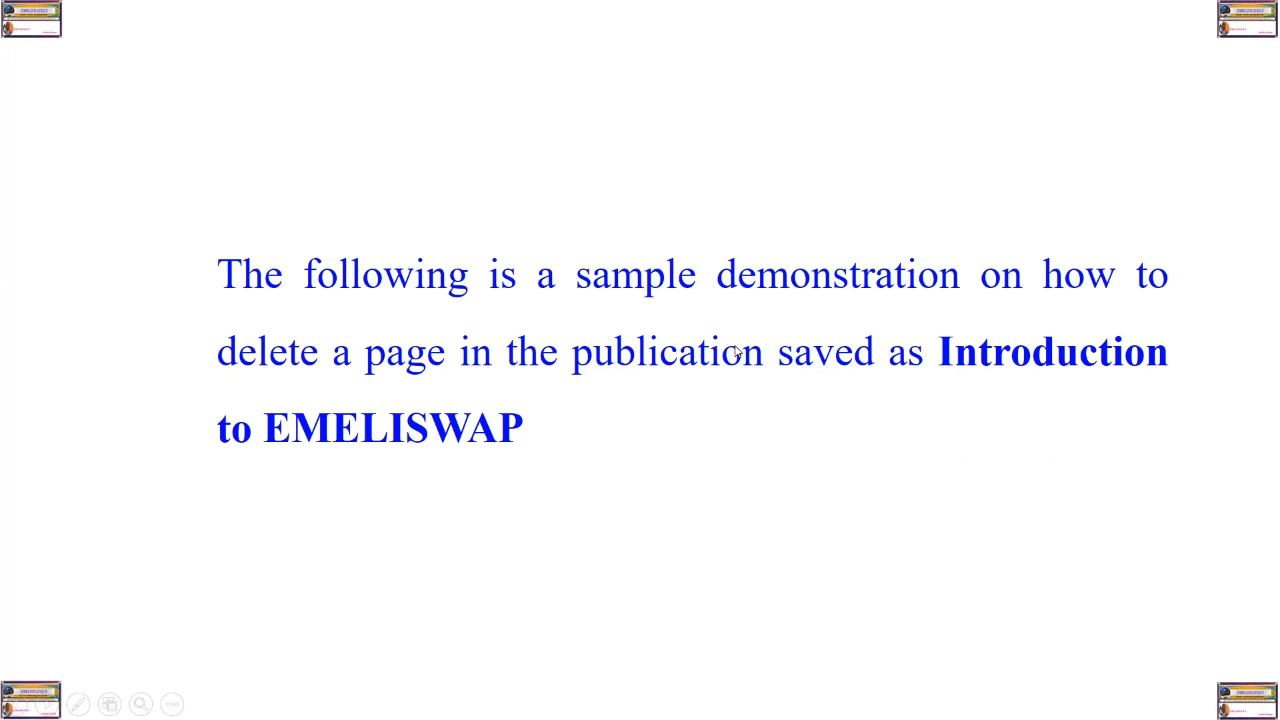 The following is a sample demonstration on how to
delete a page in the publication saved as Introduction
to EMELISWAP